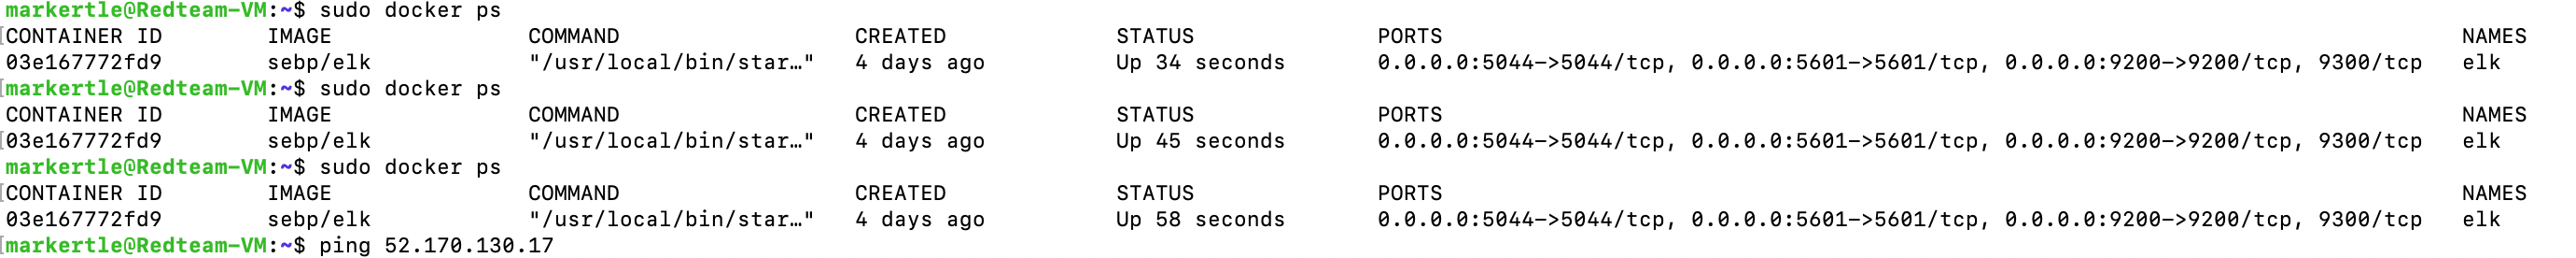 markertle@Redteam-VM:~$ sudo docker ps
CONTAINER ID IMAGE COMMAND CREATED STATUS PORTS NAMES
03e167772fd9 sebp/elk "/usr/local/bin/star…" 4 days ago Up 34 seconds 0.0.0.0:5044->5044/tcp, 0.0.0.0:5601->5601/tcp, 0.0.0.0:9200->9200/tcp, 9300/tcp elk
markertle@Redteam-VM:~$ sudo docker ps
CONTAINER ID IMAGE COMMAND CREATED STATUS PORTS NAMES
03e167772fd9 sebp/elk "/usr/local/bin/star…" 4 days ago Up 45 seconds 0.0.0.0:5044->5044/tcp, 0.0.0.0:5601->5601/tcp, 0.0.0.0:9200->9200/tcp, 9300/tcp elk
markertle@Redteam-VM:~$ sudo docker ps
CONTAINER ID IMAGE COMMAND CREATED STATUS PORTS NAMES
03e167772fd9 sebp/elk "/usr/local/bin/star…" 4 days ago Up 58 seconds 0.0.0.0:5044->5044/tcp, 0.0.0.0:5601->5601/tcp, 0.0.0.0:9200->9200/tcp, 9300/tcp elk
markertle@Redteam-VM:~$ ping 52.170.130.17